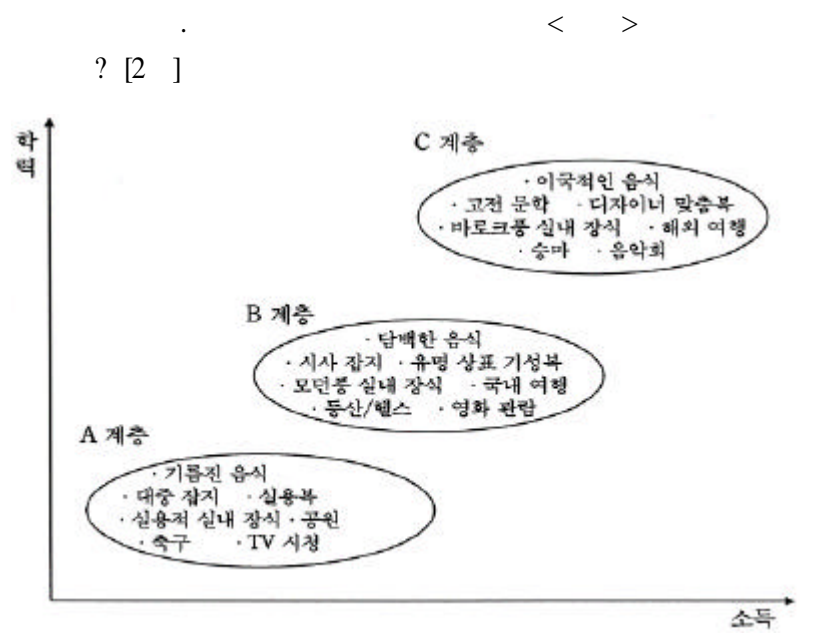 . < >
? [2 ]
학력
C 계층
· 이국적인 음식
· 고전 문학 · 디자이너 맞춤복
· 바로크풍 실내 장식 · 해외 여행
· 승마 · 음악회
B 계층
· 담백한 음식
· 시사 잡지 · 유명 상표 기성복
· 모던풍 실내 장식 · 국내 여행
· 등산/헬스 · 영화 관람
A 계층
· 기름진 음식
· 대중 잡지 · 실용복
· 실용적 실내 장식 · 공원
· 축구 · TV 시청
소득